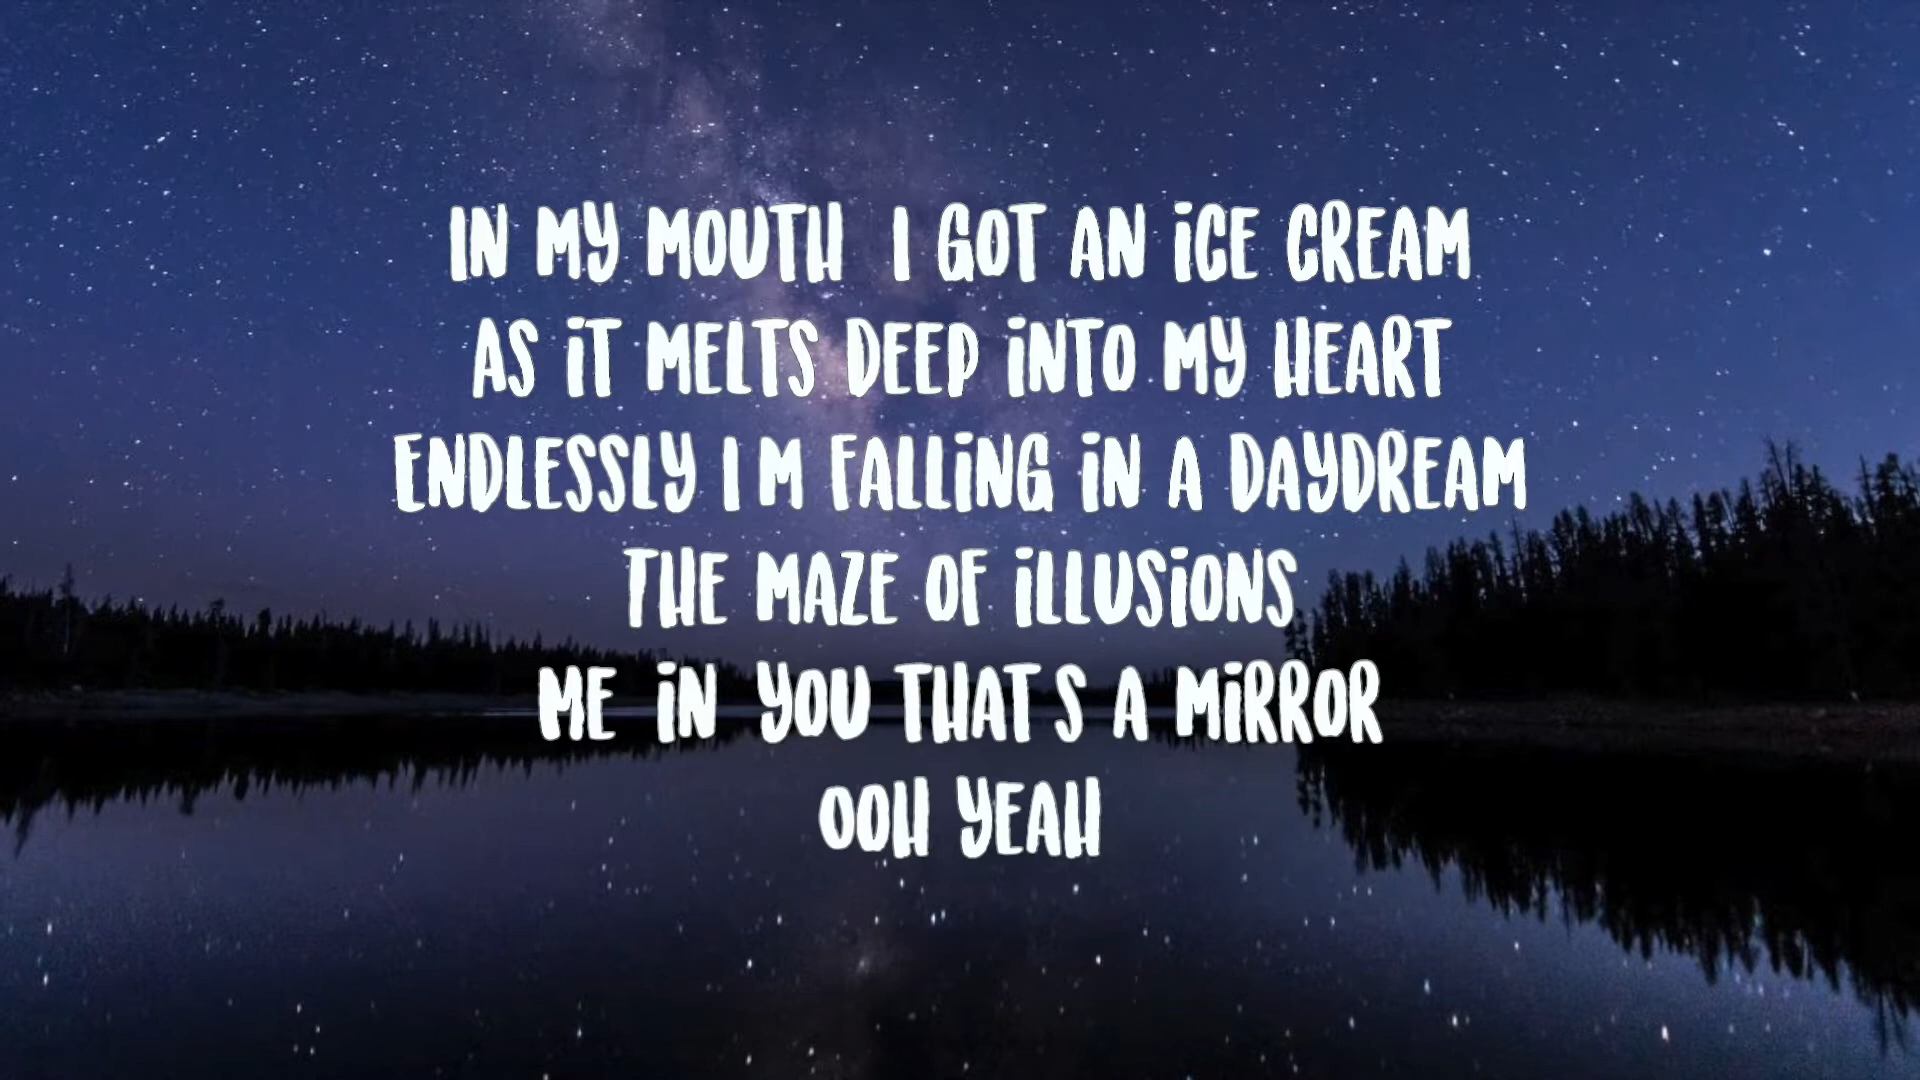 IN MY MOUTH I GOT AN iCE CREAM
AS iT MELTS DEEP iNTO MY HEART
ENDLESSLY I M FALLiNG iN A DAYDREAM
THE MAZE OF iLLUSiONS
ME iN YOU THAT S A MiRROR
OOH YEAH